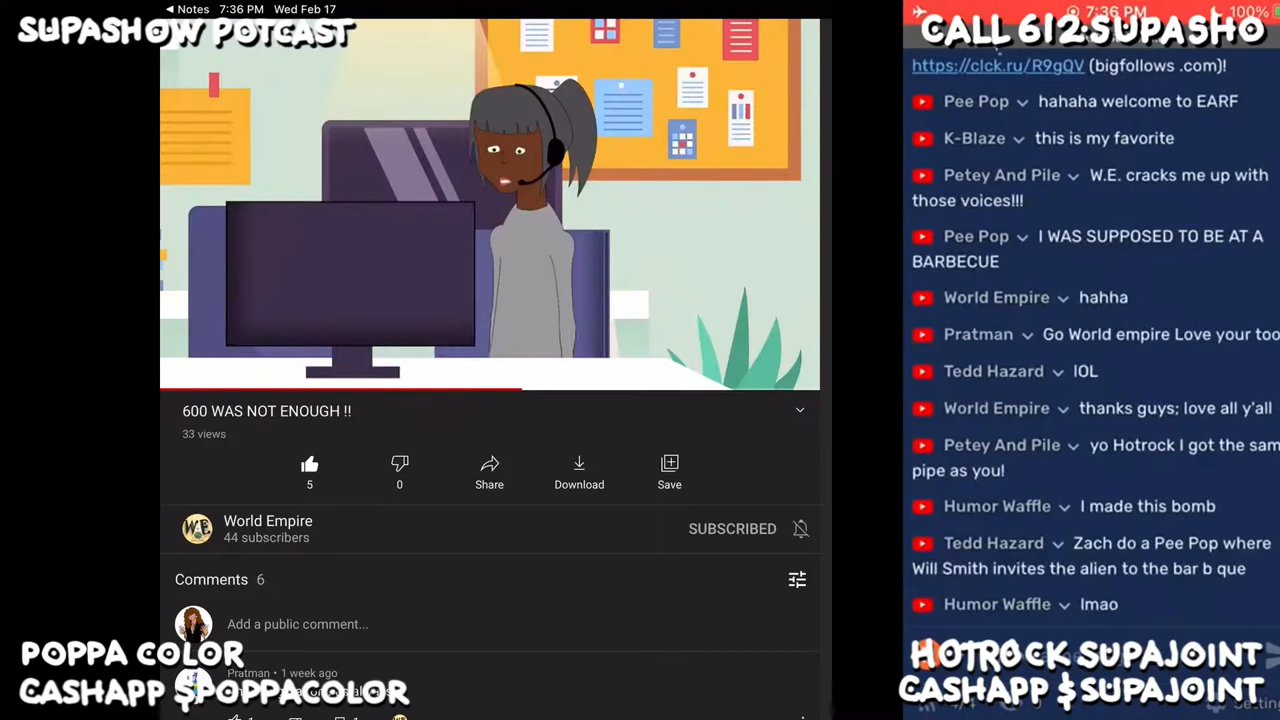 Notes 7:36 PM Wed Feb 17
SUPASHOW POTCAST
600 WAS NOT ENOUGH !!
33 views
5
0
Share
Download
Save
World Empire
44 subscribers
SUBSCRIBED
Comments 6
Add a public comment...
Pratman • 1 week ago
POPPA COLOR
CASHAPP $POPPACOLOR
7:36 PM 100%
CALL 612:SUPASHO
https://clck.ru/R9gQV (bigfollows .com)!
Pee Pop hahaha welcome to EARF
K-Blaze this is my favorite
Petey And Pile W.E. cracks me up with
those voices!!!
Pee Pop I WAS SUPPOSED TO BE AT A
BARBECUE
World Empire hahha
Pratman Go World empire Love your too
Tedd Hazard lOL
World Empire thanks guys; love all y'all
Petey And Pile yo Hotrock I got the sam
pipe as you!
Humor Waffle I made this bomb
Tedd Hazard Zach do a Pee Pop where
Will Smith invites the alien to the bar b que
Humor Waffle lmao
HOTROCK SUPAJOINT
CASHAPP $SUPAJOINT